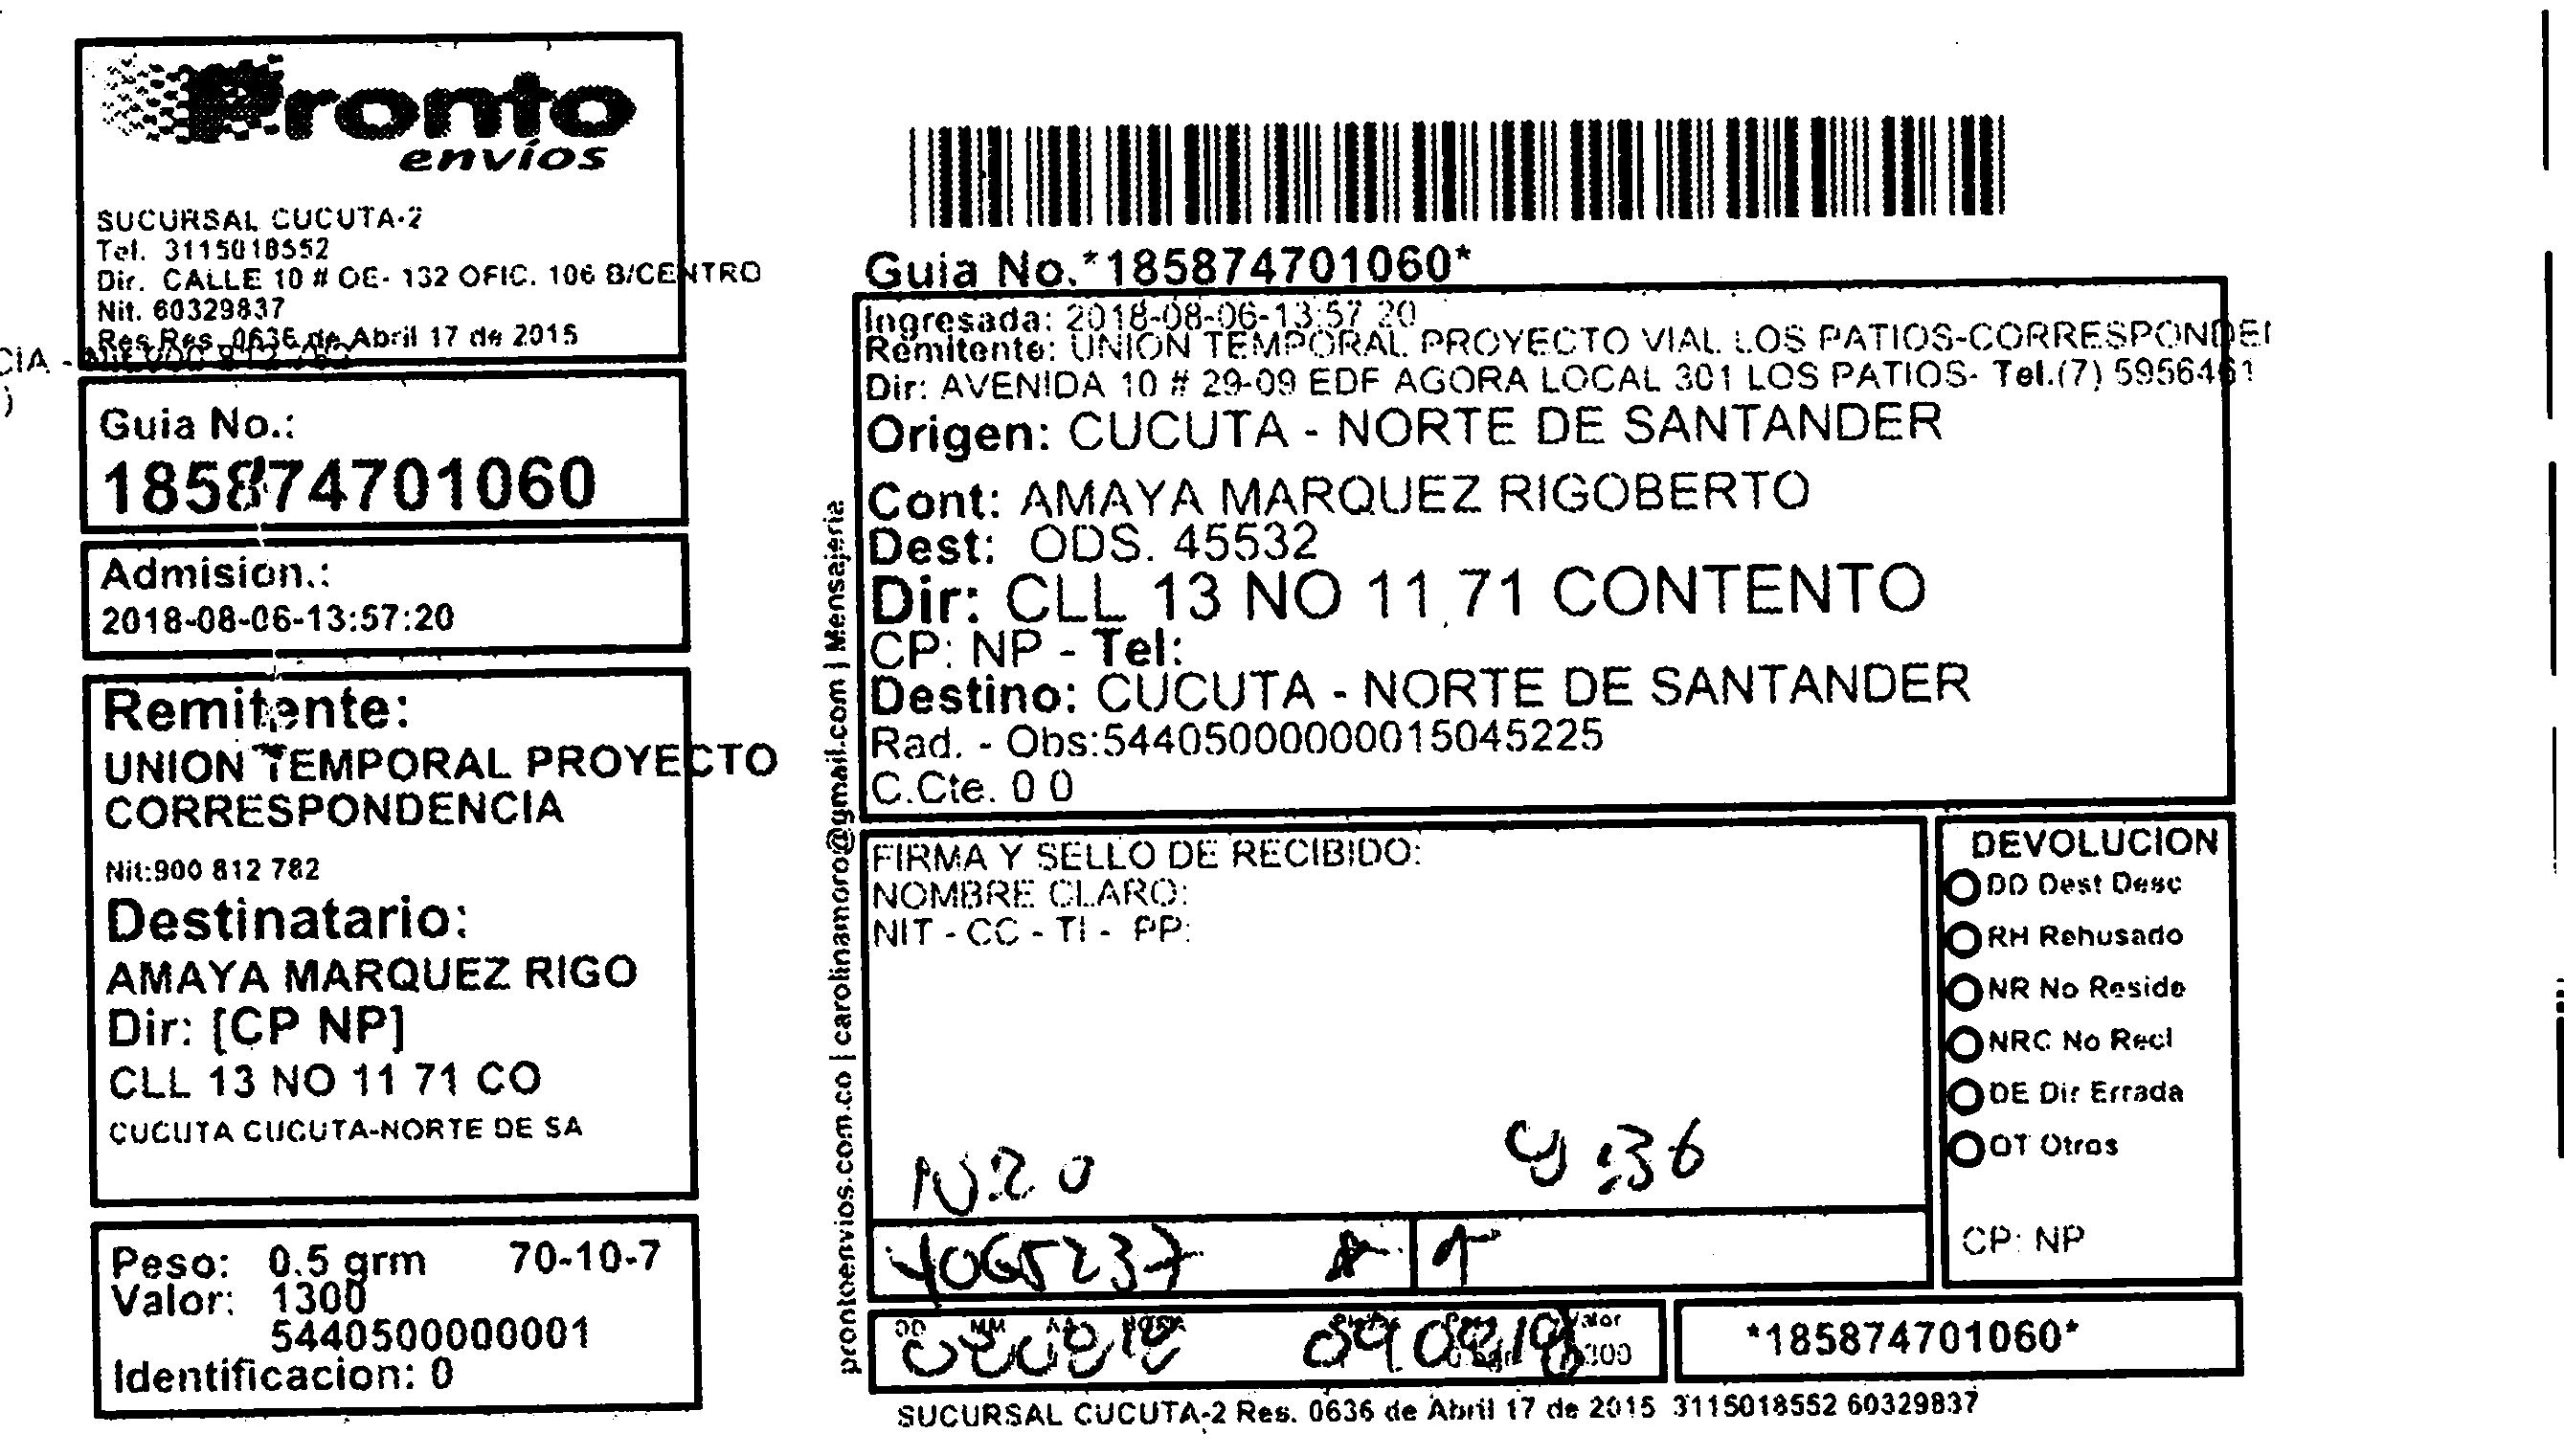 Pronto
envíos
SUCURSAL CUCUTA-2
Tel. 3115018552
Dir. CALLE 10 # OE- 132 OFIC. 106 B/CENTRO
Nit. 60329837
Res Res. 0636 de Abril 17 de 2015
CIA -
)
Guia No.:
185874701060
Admision.:
2018-08-06-13:57:20
Remitente:
UNION TEMPORAL PROYECTO
CORRESPONDENCIA
Nit:900 812 782
Destinatario:
AMAYA MARQUEZ RIGO
Dir: [CP NP]
CLL 13 NO 11 71 CO
CUCUTA CUCUTA-NORTE DE SA
Peso: 0.5 grm 70-10-7
Valor: 1300
5440500000001
Identificacion: 0
prontoenvios.com.co | carolinamoro@gmail.com | Mensajeria
Guia No.*185874701060*
Ingresada: 2018-08-06-13:57 20
Remitente: UNION TEMPORAL PROYECTO VIAL LOS PATIOS-CORRESPONDEI
Dir: AVENIDA 10 # 29-09 EDF AGORA LOCAL 301 LOS PATIOS- Tel.(7) 5956461
Origen: CUCUTA - NORTE DE SANTANDER
Cont: AMAYA MARQUEZ RIGOBERTO
Dest: ODS. 45532
Dir: CLL 13 NO 11 71 CONTENTO
CP: NP - Tel:
Destino: CUCUTA - NORTE DE SANTANDER
Rad. - Obs:54405000000015045225
C.Cte. 0 0
FIRMA Y SELLO DE RECIBIDO:
NOMBRE CLARO:
NIT - CC - TI - PP:
:36
DEVOLUCION
DD Dest Desc
RH Rehusado
NR No Reside
NRC No Recl
DE Dir Errada
OT Otros
CP: NP
DD MM AA HORA Valor
*185874701060*
SUCURSAL CUCUTA-2 Res. 0636 de Abril 17 de 2015 3115018552 60329837